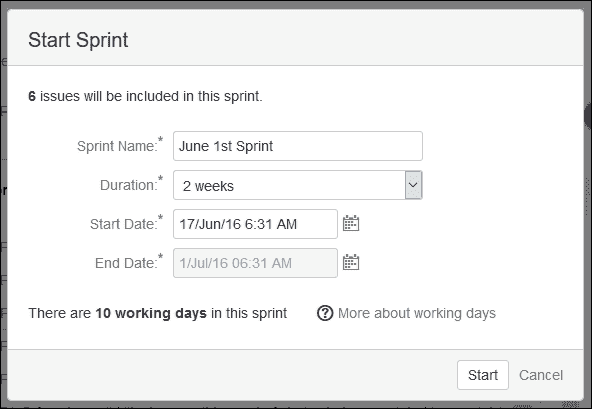 Start Sprint
6 issues will be included in this sprint.
Sprint Name:* June 1st Sprint
Duration:* 2 weeks
Start Date:* 17/Jun/16 6:31 AM
End Date:* 1/Jul/16 06:31 AM
There are 10 working days in this sprint More about working days
Start Cancel